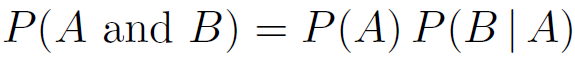 P(A and B) = P(A) P(B | A)